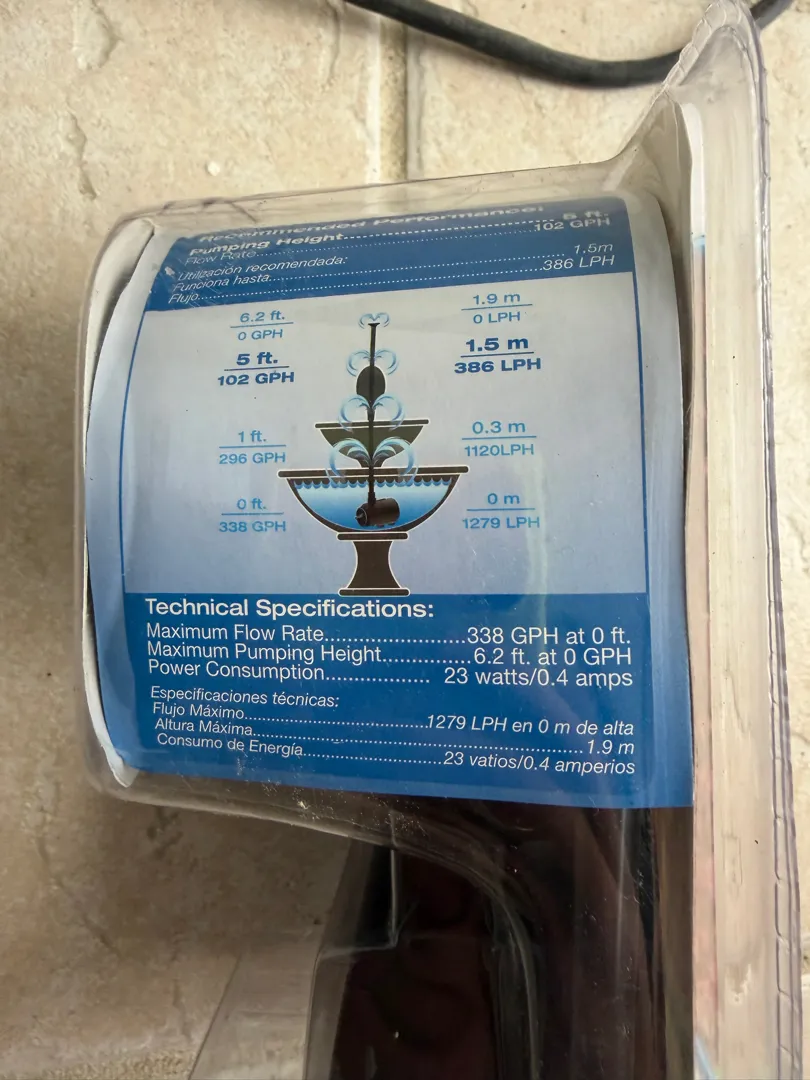 Recommended Performance:
Pumping Height.......................................... 5 ft.
Flow Rate.......................................... 102 GPH
Utilización recomendada:
Funciona hasta.......................................... 1.5m
Flujo.......................................... 386 LPH
6.2 ft.
0 GPH
1.9 m
0 LPH
5 ft.
102 GPH
1.5 m
386 LPH
1 ft.
296 GPH
0.3 m
1120LPH
0 ft.
338 GPH
0 m
1279 LPH
Technical Specifications:
Maximum Flow Rate........................338 GPH at 0 ft.
Maximum Pumping Height...............6.2 ft. at 0 GPH
Power Consumption.................. 23 watts/0.4 amps
Especificaciones técnicas:
Flujo Máximo...............................1279 LPH en 0 m de alta
Altura Máxima.......................................................1.9 m
Consumo de Energía.......................23 vatios/0.4 amperios